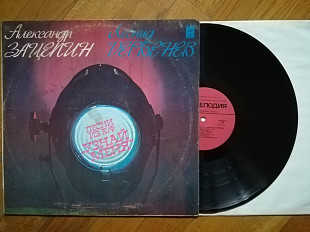 Александр
ЗАЦЕПИН
Леонид
ДЕРБЕНЕВ
ПЕСНИ
ИЗ К/Ф
УЗНАЙ
МЕНЯ
МЕЛОДИЯ